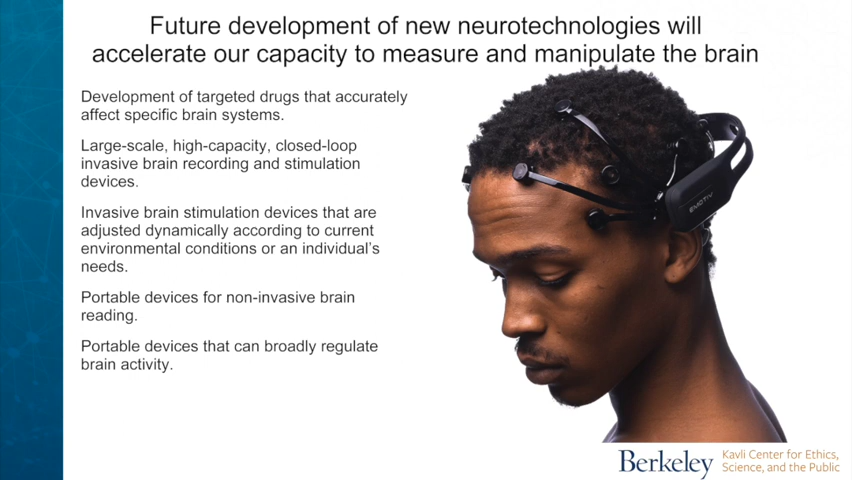 Future development of new neurotechnologies will
accelerate our capacity to measure and manipulate the brain
Development of targeted drugs that accurately
affect specific brain systems.
Large-scale, high-capacity, closed-loop
invasive brain recording and stimulation
devices.
Invasive brain stimulation devices that are
adjusted dynamically according to current
environmental conditions or an individual's
needs.
Portable devices for non-invasive brain
reading.
Portable devices that can broadly regulate
brain activity.
EMOTIV
Berkeley
Kavli Center for Ethics,
Science, and the Public